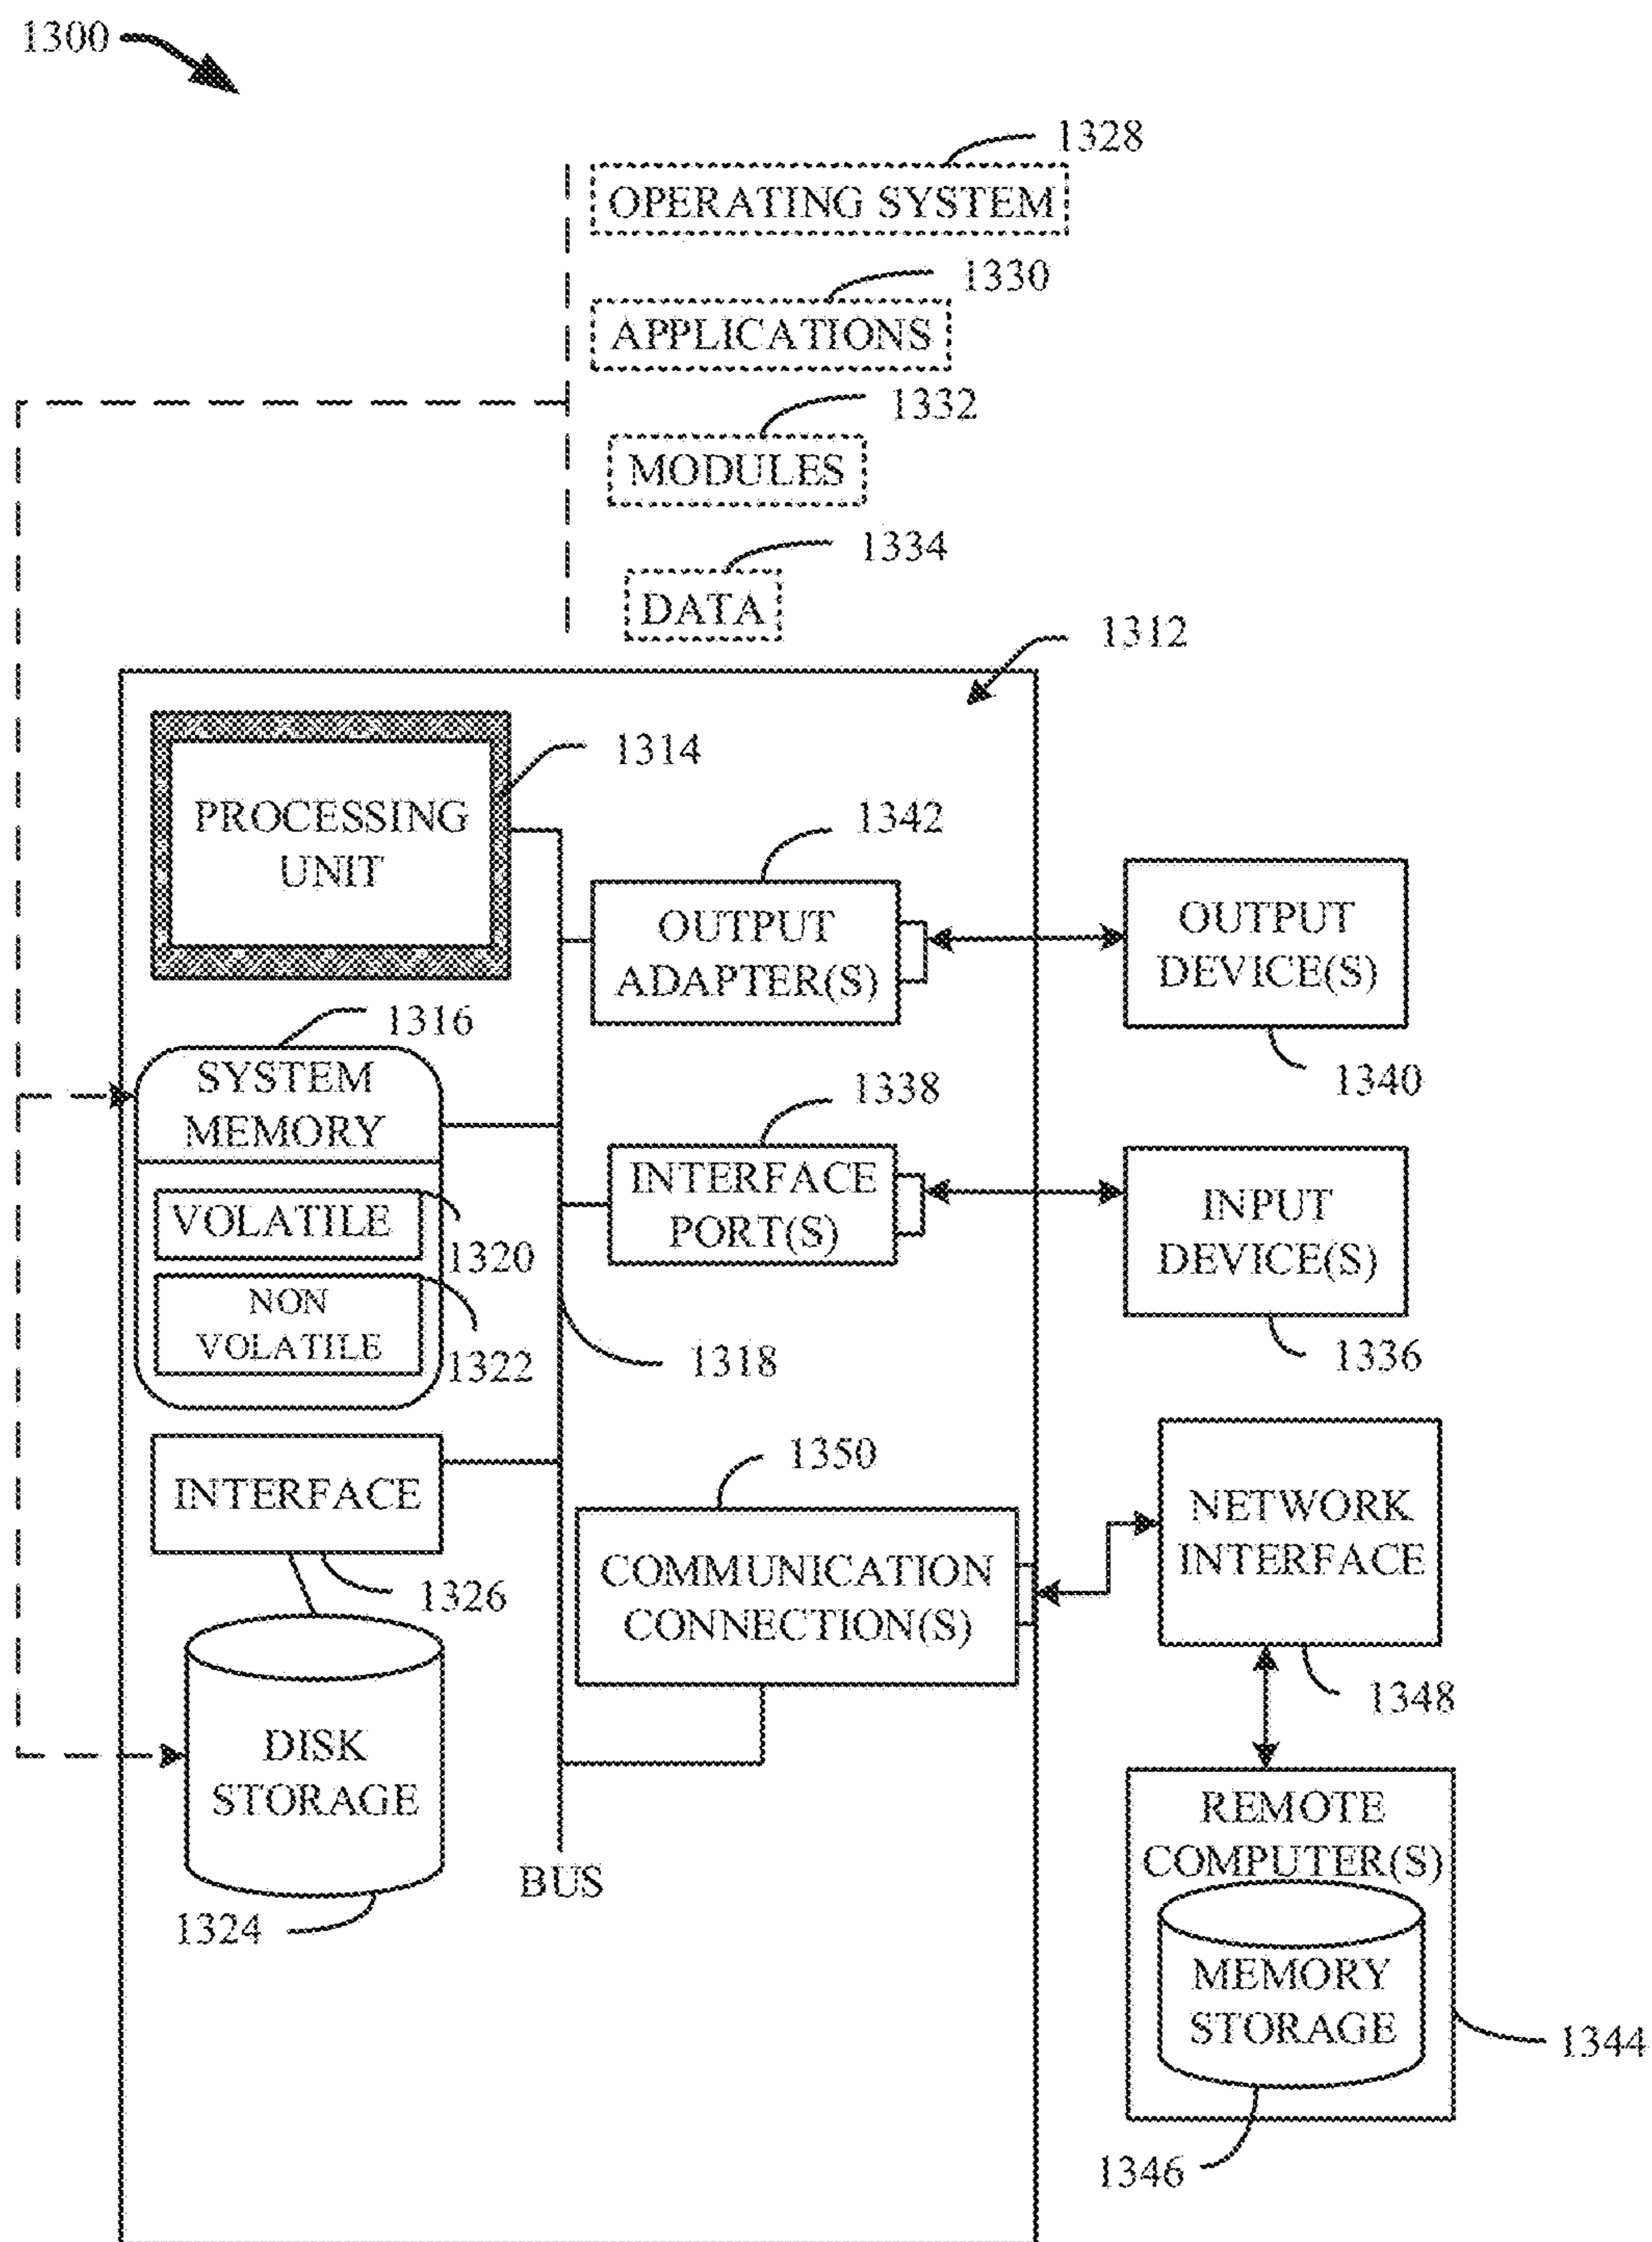 1300
1328
OPERATING SYSTEM
1330
APPLICATIONS
1332
MODULES
1334
DATA
1312
PROCESSING
UNIT
1314
1342
OUTPUT
ADAPTER(S)
OUTPUT
DEVICE(S)
1340
1316
SYSTEM
MEMORY
VOLATILE
1320
NON
VOLATILE
1322
1338
INTERFACE
PORT(S)
INPUT
DEVICE(S)
1336
1318
INTERFACE
1326
1350
COMMUNICATION
CONNECTION(S)
NETWORK
INTERFACE
1348
DISK
STORAGE
1324
BUS
REMOTE
COMPUTER(S)
MEMORY
STORAGE
1344
1346